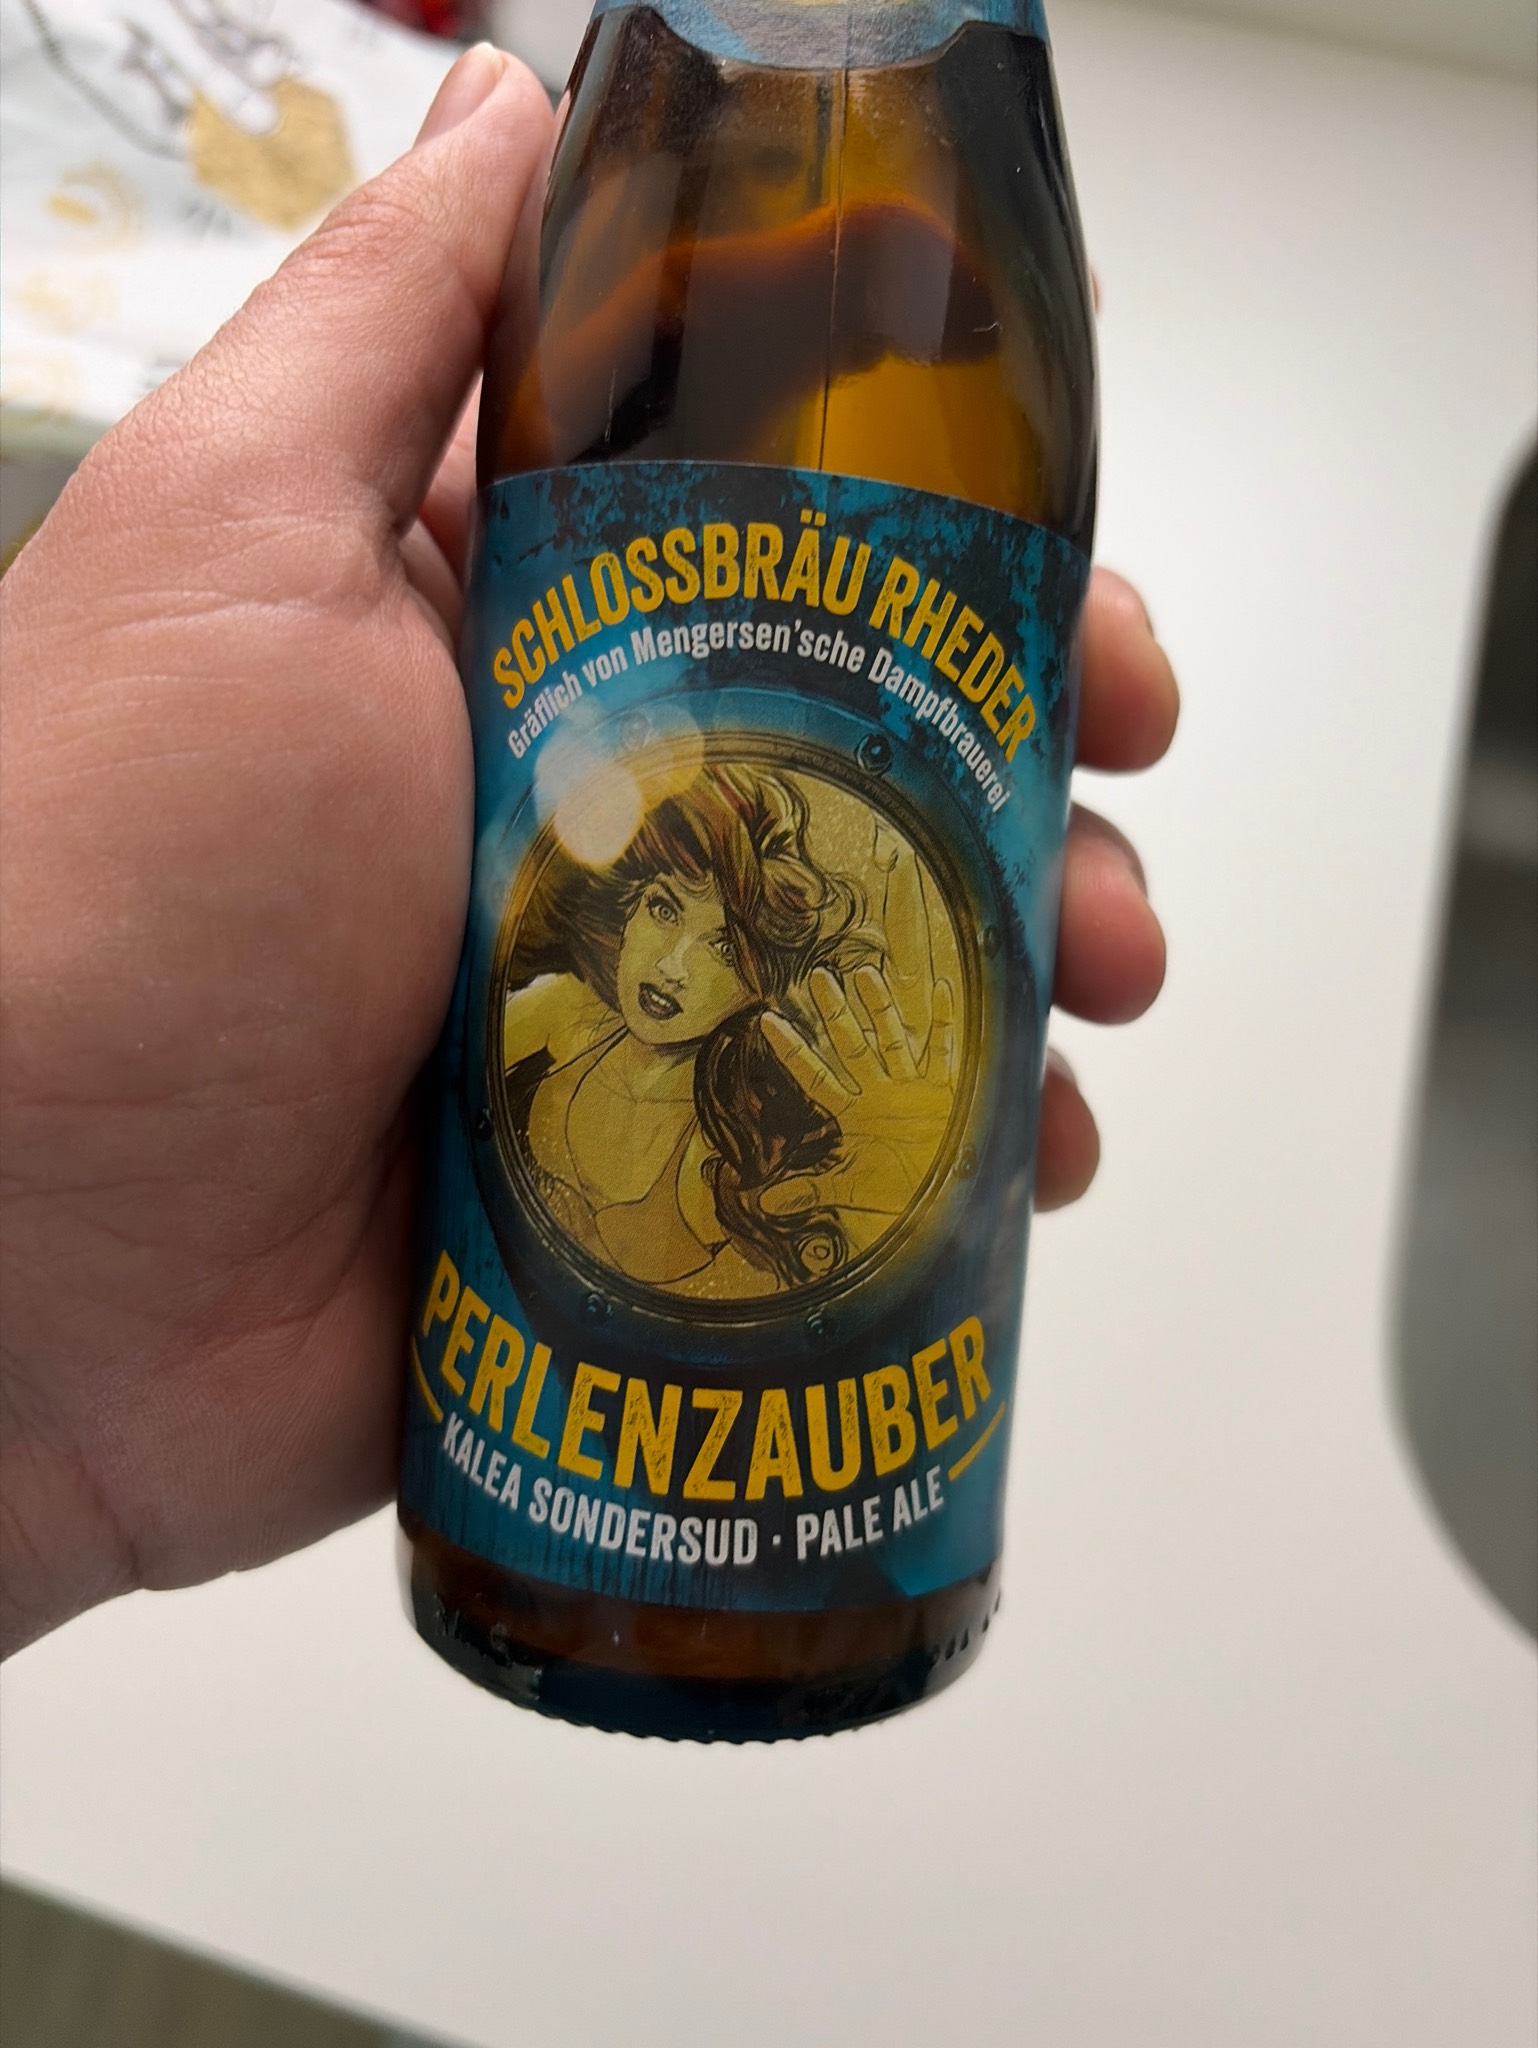 SCHLOSSBRÄU RHEDER
Gräflich von Mengersen'sche Dampfbrauerei
PERLENZAUBER
KALEA SONDERSUD · PALE ALE